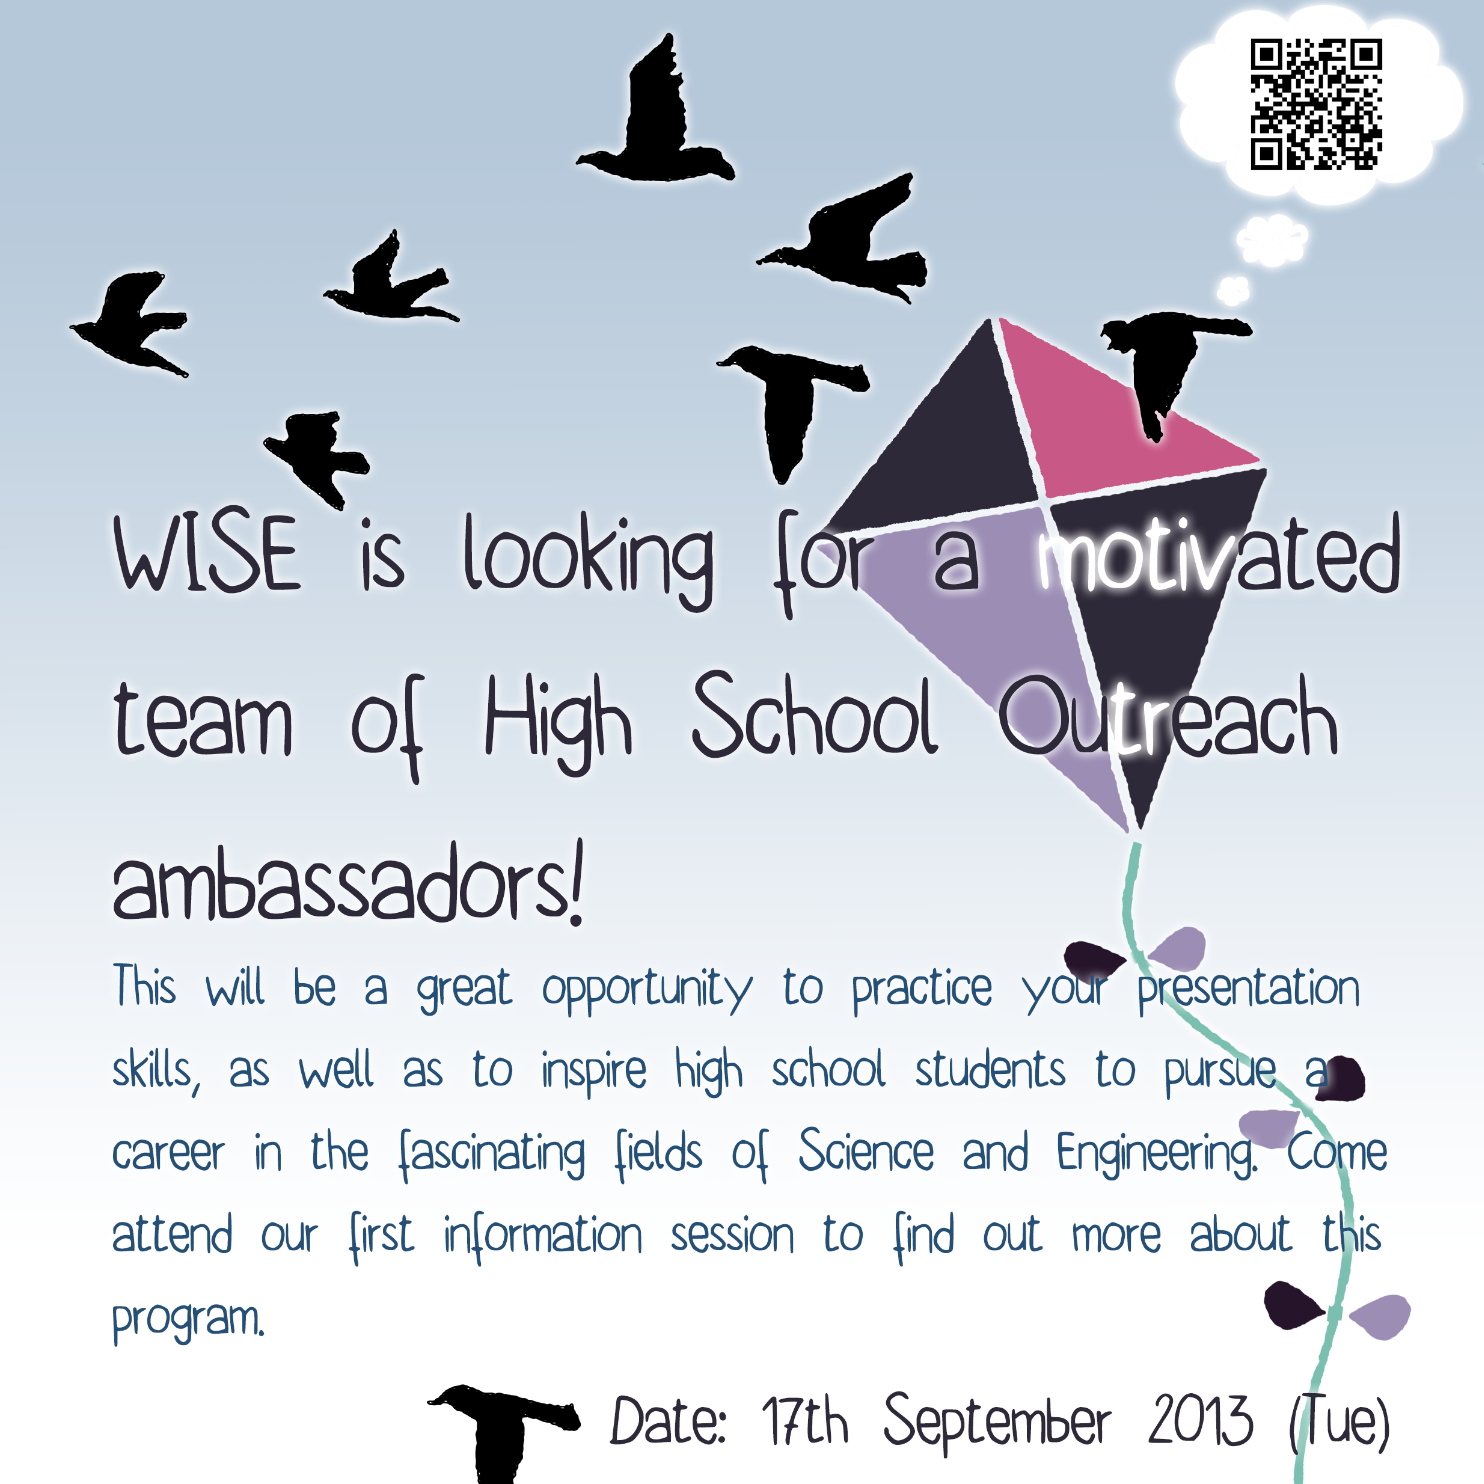 WISE is looking for a motivated
team of High School Outreach
ambassadors!
This will be a great opportunity to practice your presentation
skills, as well as to inspire high school students to pursue a
career in the fascinating fields of Science and Engineering. Come
attend our first information session to find out more about this
program.
Date: 17th September 2013 (Tue)